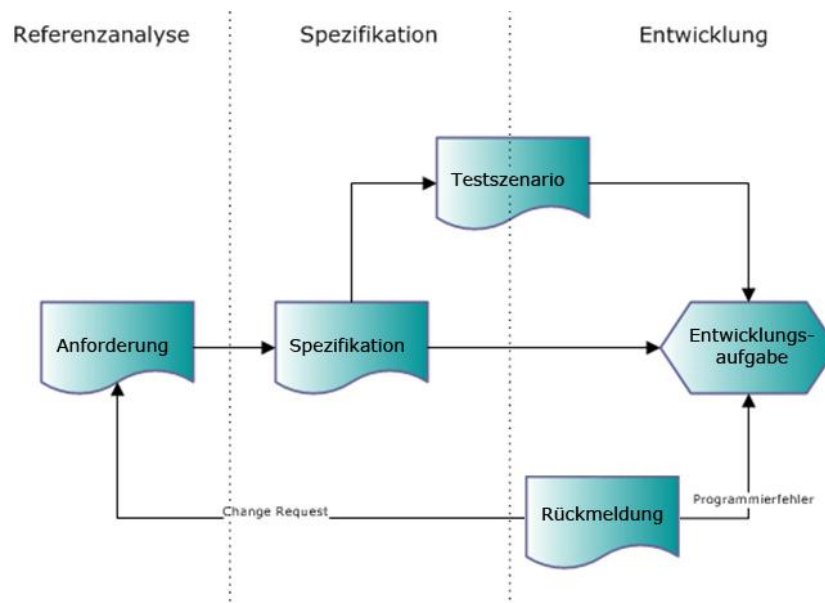 Referenzanalyse
Spezifikation
Entwicklung
Testszenario
Anforderung
Spezifikation
Entwicklungs-
aufgabe
Change Request
Rückmeldung
Programmierfehler